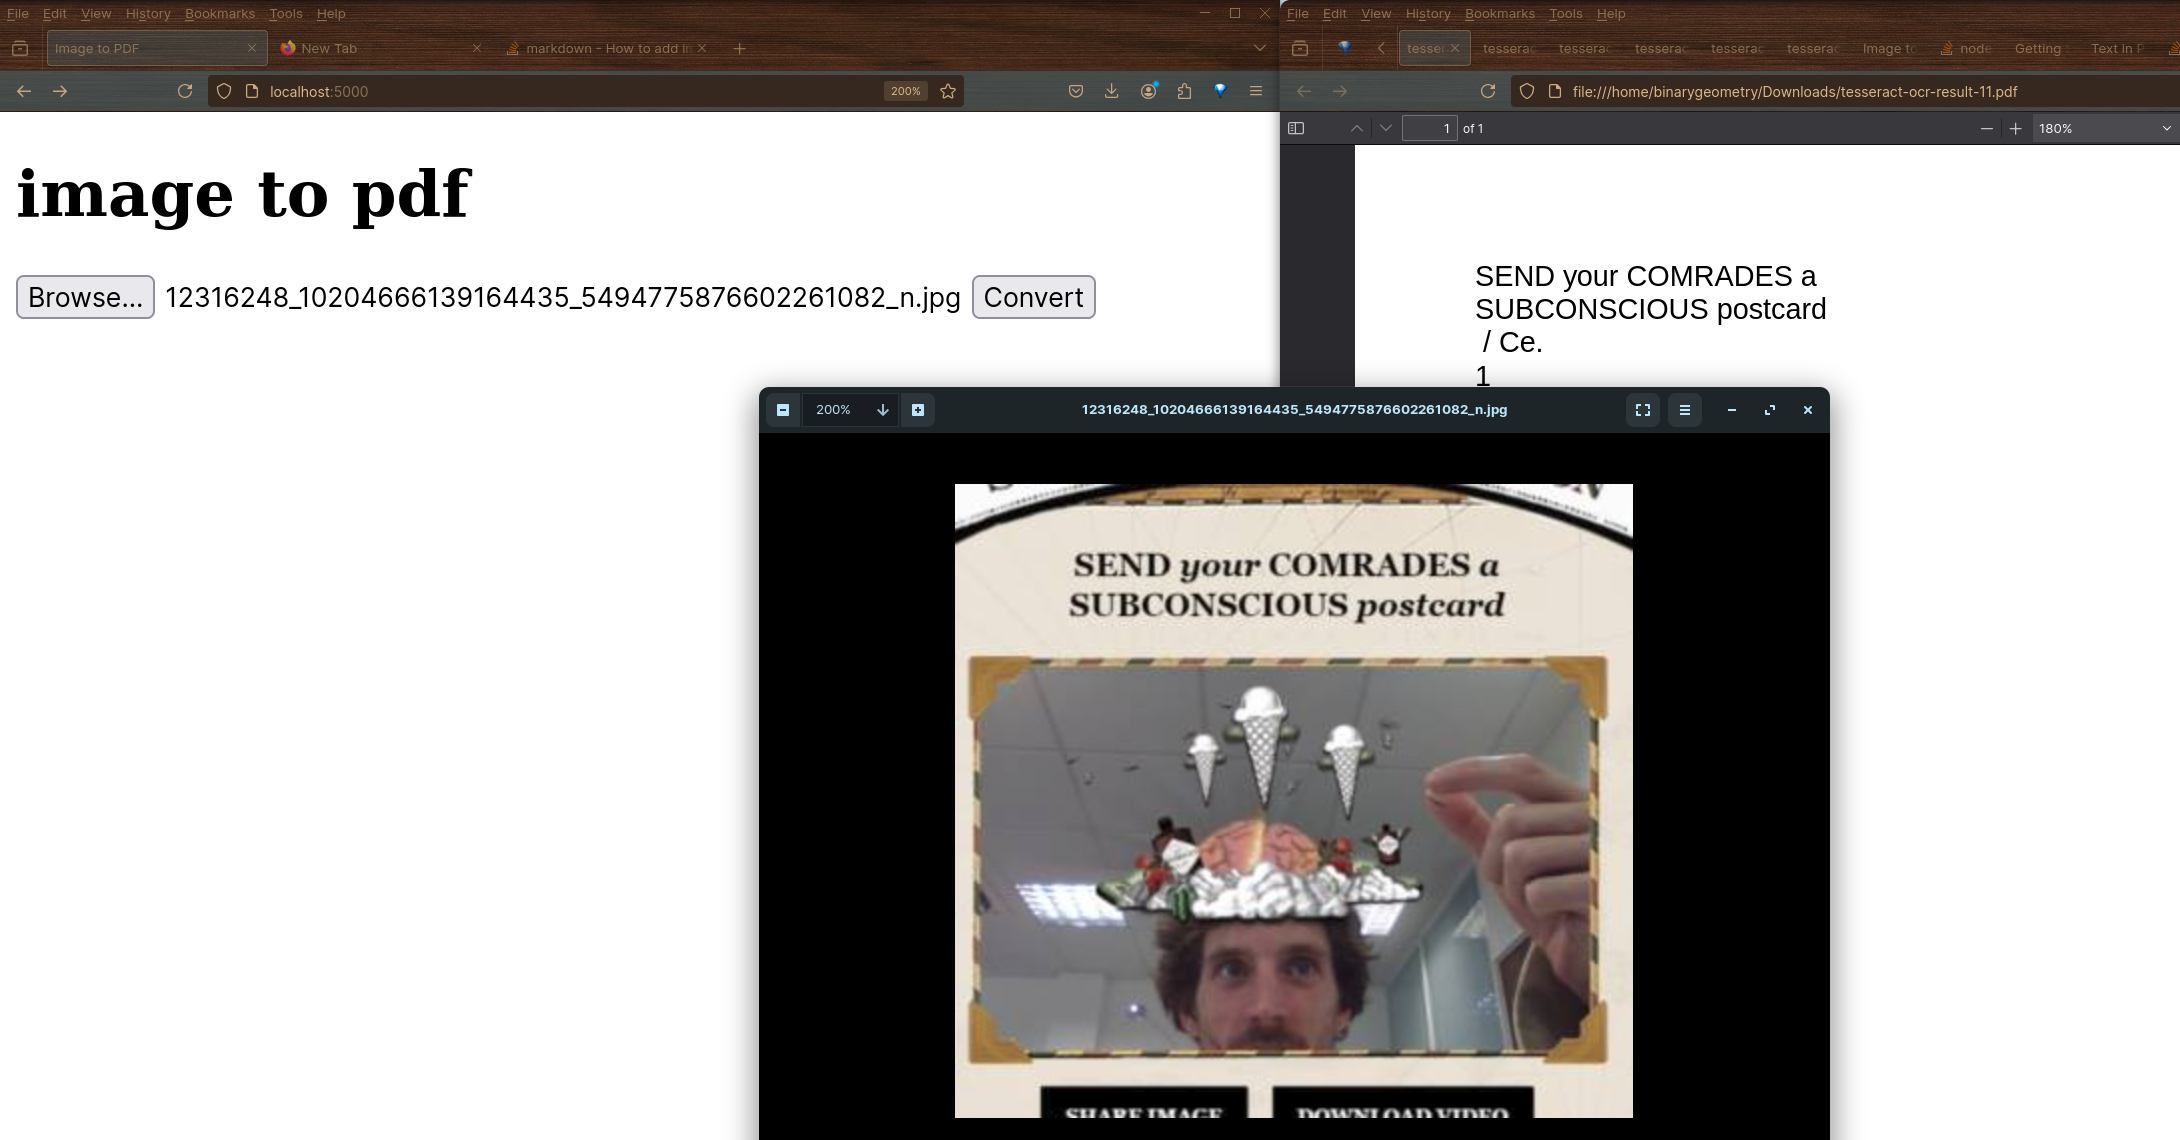 File Edit View History Bookmarks Tools Help
Image to PDF
New Tab
markdown - How to add in
localhost:5000
200%
image to pdf
Browse...
12316248_10204666139164435_5494775876602261082_n.jpg
Convert
File Edit View History Bookmarks Tools Help
tesser
tesserac
tesserac
tesserac
tesserac
tesserac
Image to
node
Getting
Text in P
file:///home/binarygeometry/Downloads/tesseract-ocr-result-11.pdf
1 of 1
180%
SEND your COMRADES a
SUBCONSCIOUS postcard
/ Ce.
1
200%
12316248_10204666139164435_5494775876602261082_n.jpg
SEND your COMRADES a
SUBCONSCIOUS postcard
SHARE IMAGE
DOWNLOAD VIDEO